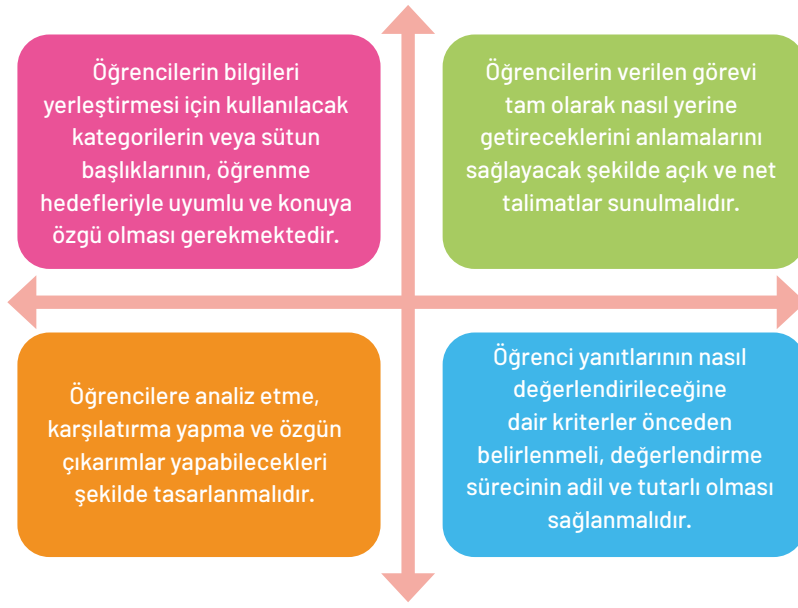 Öğrencilerin bilgileri
yerleştirmesi için kullanılacak
kategorilerin veya sütun
başlıklarının, öğrenme
hedefleriyle uyumlu ve konuya
özgü olması gerekmektedir.
Öğrencilerin verilen görevi
tam olarak nasıl yerine
getireceklerini anlamalarını
sağlayacak şekilde açık ve net
talimatlar sunulmalıdır.
Öğrencilere analiz etme,
karşılatırma yapma ve özgün
çıkarımlar yapabilecekleri
şekilde tasarlanmalıdır.
Öğrenci yanıtlarının nasıl
değerlendirileceğine
dair kriterler önceden
belirlenmeli, değerlendirme
sürecinin adil ve tutarlı olması
sağlanmalıdır.